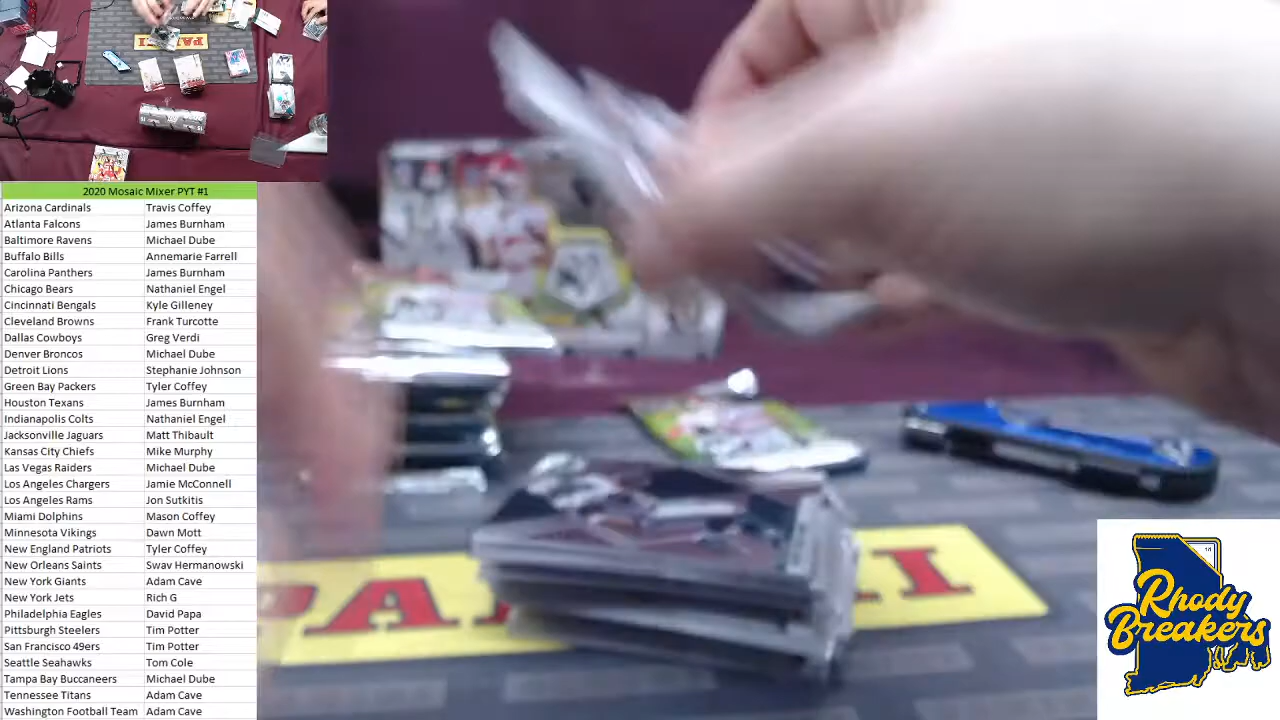 PANINI
2020 Mosaic Mixer PYT #1
Arizona Cardinals Travis Coffey
Atlanta Falcons James Burnham
Baltimore Ravens Michael Dube
Buffalo Bills Annemarie Farrell
Carolina Panthers James Burnham
Chicago Bears Nathaniel Engel
Cincinnati Bengals Kyle Gilleney
Cleveland Browns Frank Turcotte
Dallas Cowboys Greg Verdi
Denver Broncos Michael Dube
Detroit Lions Stephanie Johnson
Green Bay Packers Tyler Coffey
Houston Texans James Burnham
Indianapolis Colts Nathaniel Engel
Jacksonville Jaguars Matt Thibault
Kansas City Chiefs Mike Murphy
Las Vegas Raiders Michael Dube
Los Angeles Chargers Jamie McConnell
Los Angeles Rams Jon Sutkitis
Miami Dolphins Mason Coffey
Minnesota Vikings Dawn Mott
New England Patriots Tyler Coffey
New Orleans Saints Swav Hermanowski
New York Giants Adam Cave
New York Jets Rich G
Philadelphia Eagles David Papa
Pittsburgh Steelers Tim Potter
San Francisco 49ers Tim Potter
Seattle Seahawks Tom Cole
Tampa Bay Buccaneers Michael Dube
Tennessee Titans Adam Cave
Washington Football Team Adam Cave
PA I
Rhody
Breakers